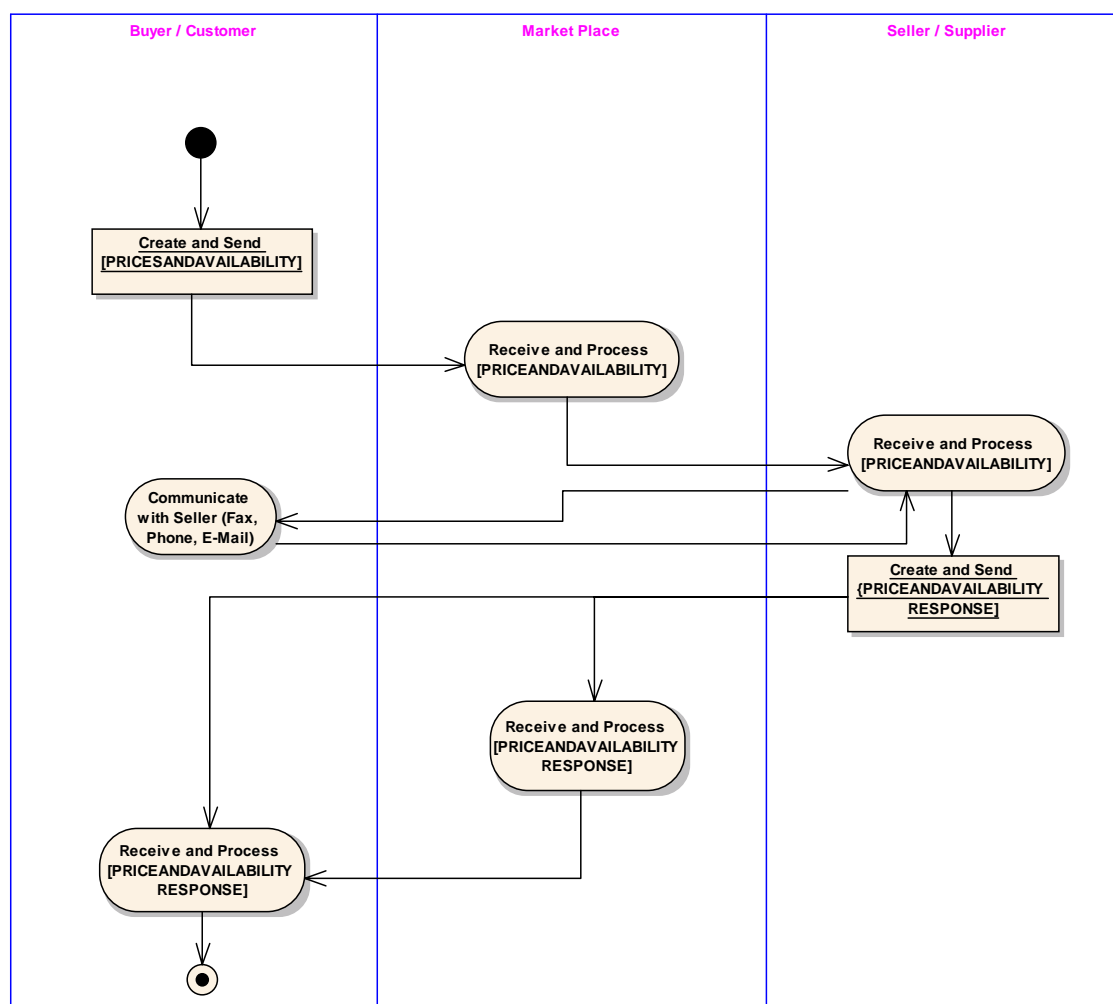 Buyer / Customer
Market Place
Seller / Supplier
Create and Send
[PRICESANDAVAILABILITY]
Receive and Process
[PRICEANDAVAILABILITY]
Receive and Process
[PRICEANDAVAILABILITY]
Communicate
with Seller (Fax,
Phone, E-Mail)
Create and Send
{PRICEANDAVAILABILITY
RESPONSE]
Receive and Process
[PRICEANDAVAILABILITY
RESPONSE]
Receive and Process
[PRICEANDAVAILABILITY
RESPONSE]